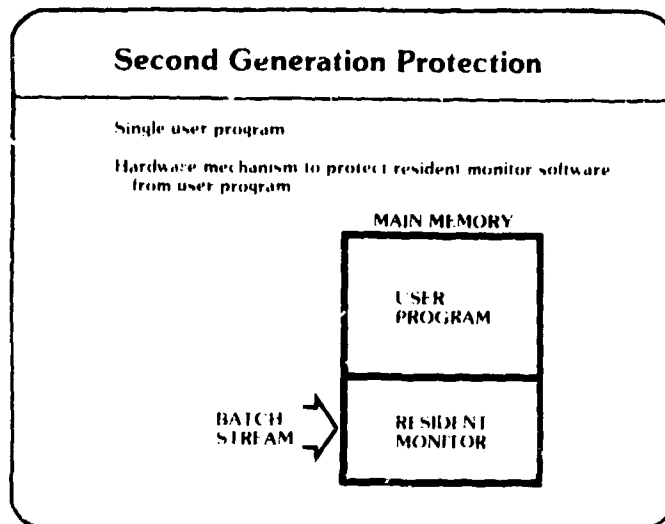 Second Generation Protection
Single user program
Hardware mechanism to protect resident monitor software
from user program
MAIN MEMORY
USER
PROGRAM
BATCH
STREAM
RESIDENT
MONITOR